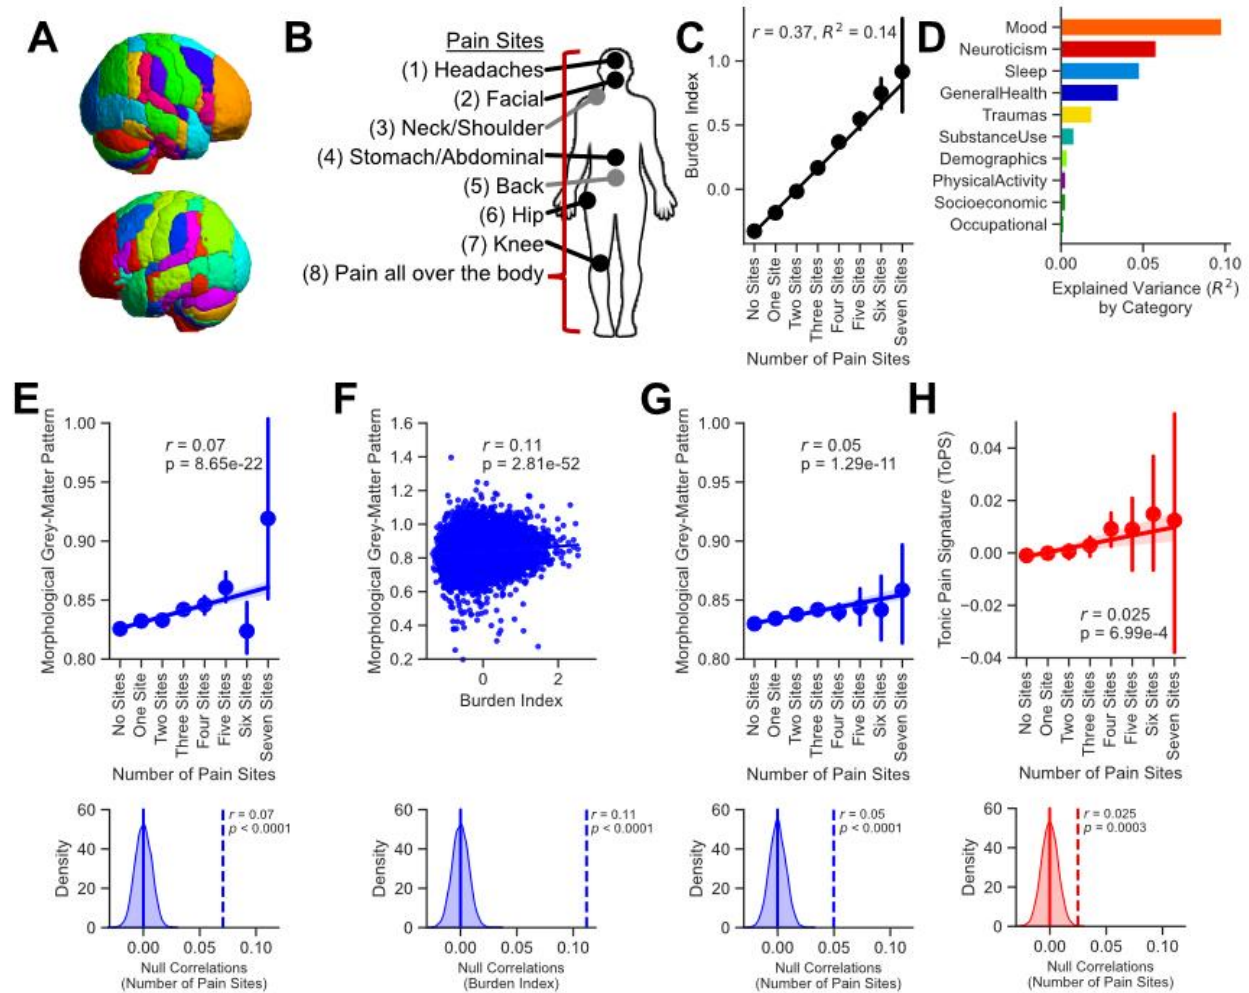 A
B
Pain Sites
(1) Headaches
(2) Facial
(3) Neck/Shoulder
(4) Stomach/Abdominal
(5) Back
(6) Hip
(7) Knee
(8) Pain all over the body
C
r = 0.37, R² = 0.14
Burden Index
1.0
0.5
0.0
No Sites
One Site
Two Sites
Three Sites
Four Sites
Five Sites
Six Sites
Seven Sites
Number of Pain Sites
D
Mood
Neuroticism
Sleep
GeneralHealth
Traumas
SubstanceUse
Demographics
PhysicalActivity
Socioeconomic
Occupational
0.00 0.05 0.10
Explained Variance (R²)
by Category
E
Morphological Grey-Matter Pattern
1.00
0.95
0.90
0.85
0.80
r = 0.07
p = 8.65e-22
No Sites
One Site
Two Sites
Three Sites
Four Sites
Five Sites
Six Sites
Seven Sites
Number of Pain Sites
F
Morphological Grey-Matter Pattern
1.6
1.4
1.2
1.0
0.8
0.6
0.4
0.2
r = 0.11
p = 2.81e-52
0 2
Burden Index
G
Morphological Grey-Matter Pattern
1.00
0.95
0.90
0.85
0.80
r = 0.05
p = 1.29e-11
No Sites
One Site
Two Sites
Three Sites
Four Sites
Five Sites
Six Sites
Seven Sites
Number of Pain Sites
H
Tonic Pain Signature (ToPS)
0.04
0.02
0.00
−0.02
−0.04
r = 0.025
p = 6.99e-4
No Sites
One Site
Two Sites
Three Sites
Four Sites
Five Sites
Six Sites
Seven Sites
Number of Pain Sites
Density
60
40
20
0
r = 0.07
p < 0.0001
0.00 0.05 0.10
Null Correlations
(Number of Pain Sites)
Density
60
40
20
0
r = 0.11
p < 0.0001
0.00 0.05 0.10
Null Correlations
(Burden Index)
Density
60
40
20
0
r = 0.05
p < 0.0001
0.00 0.05 0.10
Null Correlations
(Number of Pain Sites)
Density
60
40
20
0
r = 0.025
p = 0.0003
0.00 0.05 0.10
Null Correlations
(Number of Pain Sites)